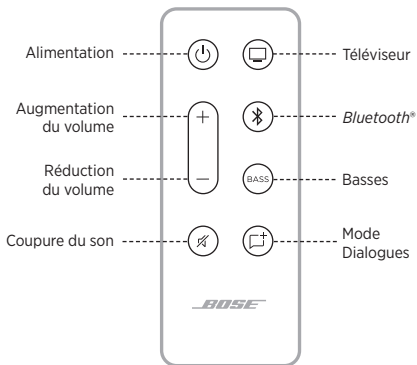 Alimentation
Téléviseur
Augmentation
du volume
+
Bluetooth®
Réduction
du volume
−
BASS
Basses
Coupure du son
Mode
Dialogues
BOSE